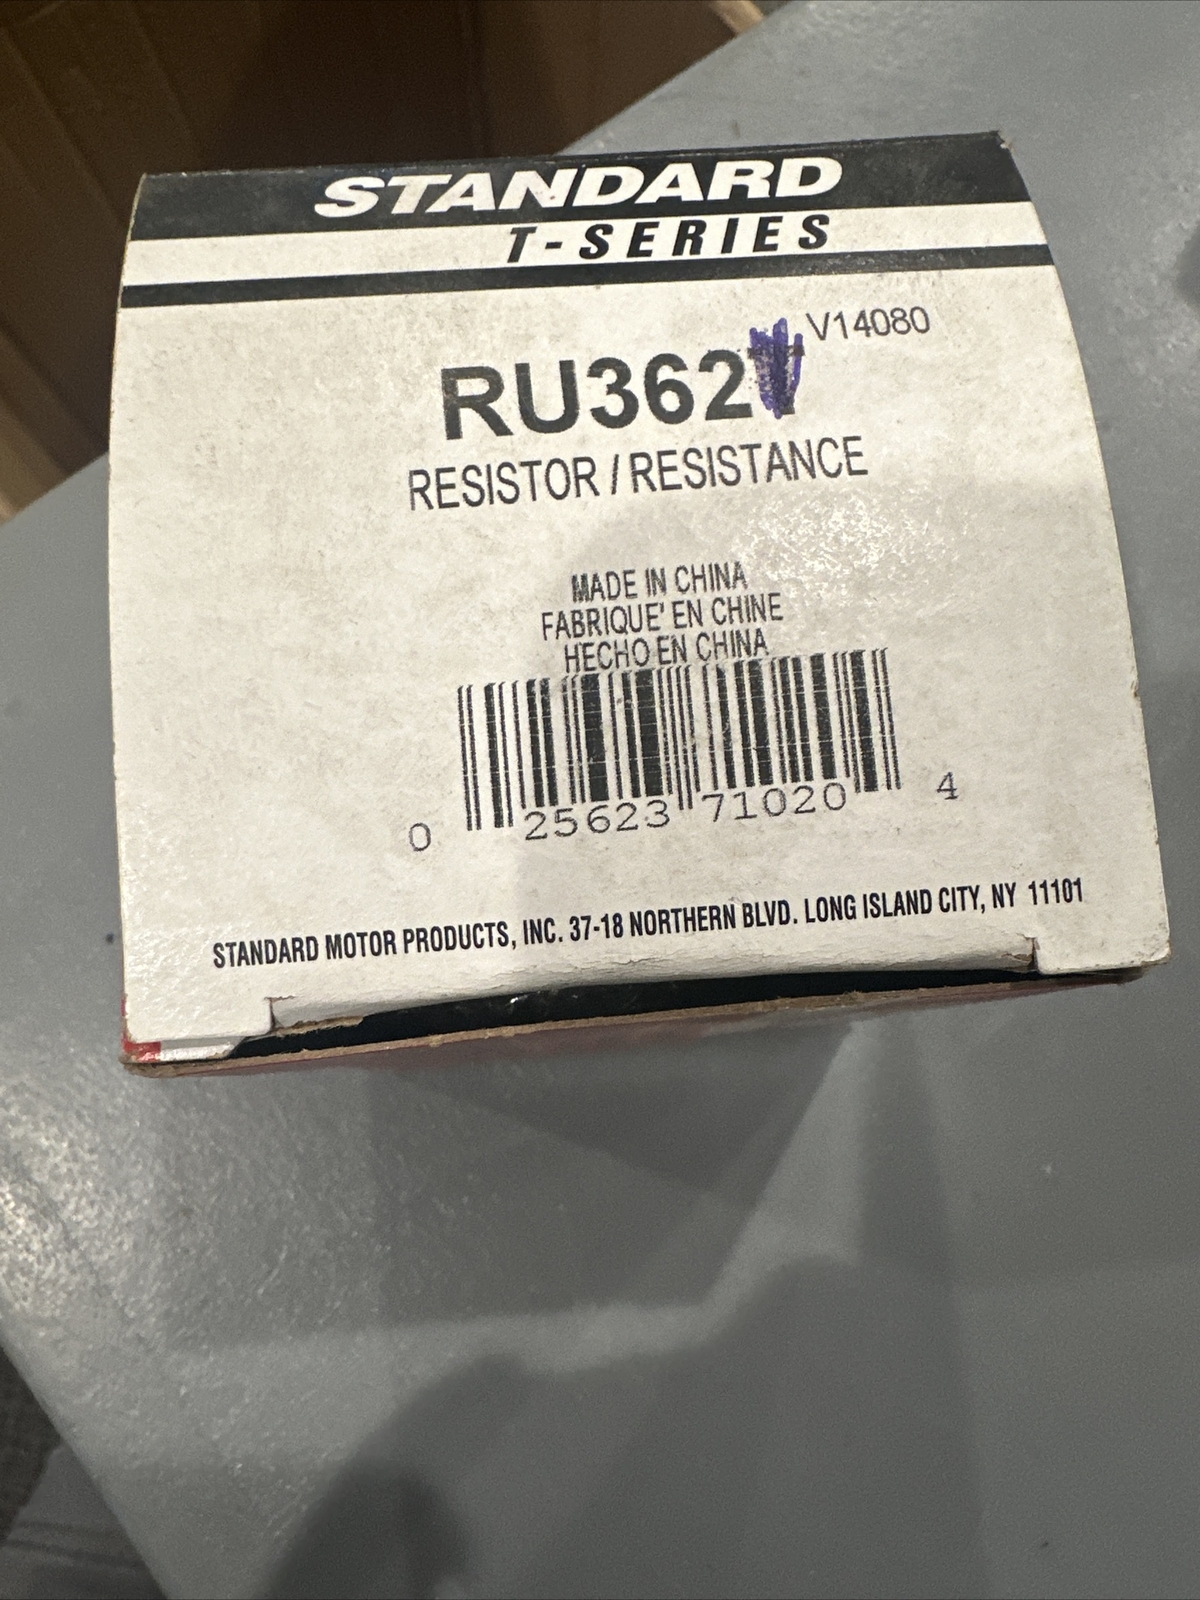 STANDARD
T-SERIES
V14080
RU362T
RESISTOR / RESISTANCE
MADE IN CHINA
FABRIQUE' EN CHINE
HECHO EN CHINA
0 25623 71020 4
STANDARD MOTOR PRODUCTS, INC. 37-18 NORTHERN BLVD. LONG ISLAND CITY, NY 11101